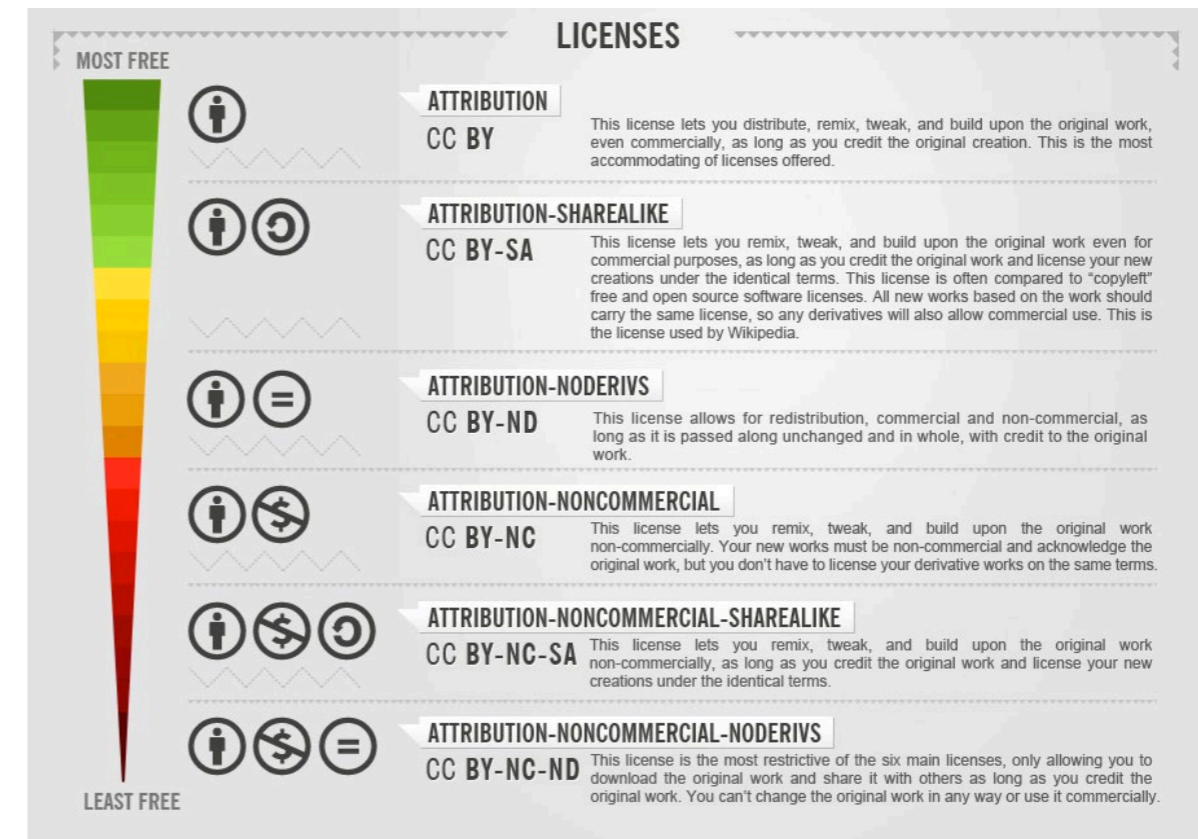 LICENSES
MOST FREE
ATTRIBUTION
CC BY
This license lets you distribute, remix, tweak, and build upon the original work,
even commercially, as long as you credit the original creation. This is the most
accommodating of licenses offered.
ATTRIBUTION-SHAREALIKE
CC BY-SA
This license lets you remix, tweak, and build upon the original work even for
commercial purposes, as long as you credit the original work and license your new
creations under the identical terms. This license is often compared to “copyleft”
free and open source software licenses. All new works based on the work should
carry the same license, so any derivatives will also allow commercial use. This is
the license used by Wikipedia.
ATTRIBUTION-NODERIVS
CC BY-ND
This license allows for redistribution, commercial and non-commercial, as
long as it is passed along unchanged and in whole, with credit to the original
work.
ATTRIBUTION-NONCOMMERCIAL
CC BY-NC
This license lets you remix, tweak, and build upon the original work
non-commercially. Your new works must be non-commercial and acknowledge the
original work, but you don't have to license your derivative works on the same terms.
ATTRIBUTION-NONCOMMERCIAL-SHAREALIKE
CC BY-NC-SA
This license lets you remix, tweak, and build upon the original work
non-commercially, as long as you credit the original work and license your new
creations under the identical terms.
ATTRIBUTION-NONCOMMERCIAL-NODERIVS
CC BY-NC-ND
This license is the most restrictive of the six main licenses, only allowing you to
download the original work and share it with others as long as you credit the
original work. You can't change the original work in any way or use it commercially.
LEAST FREE